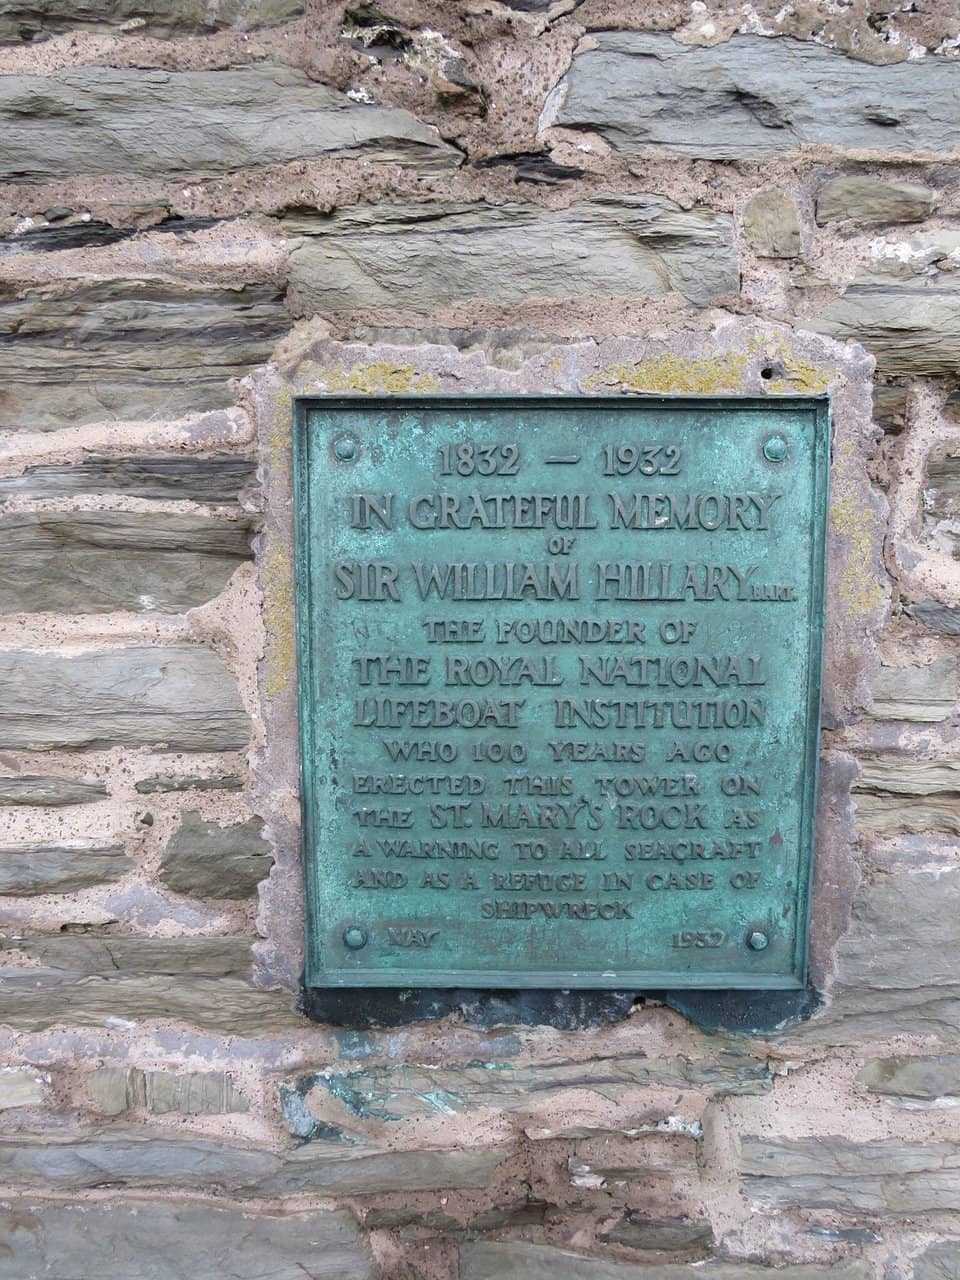 1832 — 1932
IN GRATEFUL MEMORY
OF
SIR WILLIAM HILLARY, BART.
THE FOUNDER OF
THE ROYAL NATIONAL
LIFEBOAT INSTITUTION
WHO 100 YEARS AGO
ERECTED THIS TOWER ON
THE ST. MARY'S ROCK AS
A WARNING TO ALL SEACRAFT
AND AS A REFUGE IN CASE OF
SHIPWRECK
MAY 1932